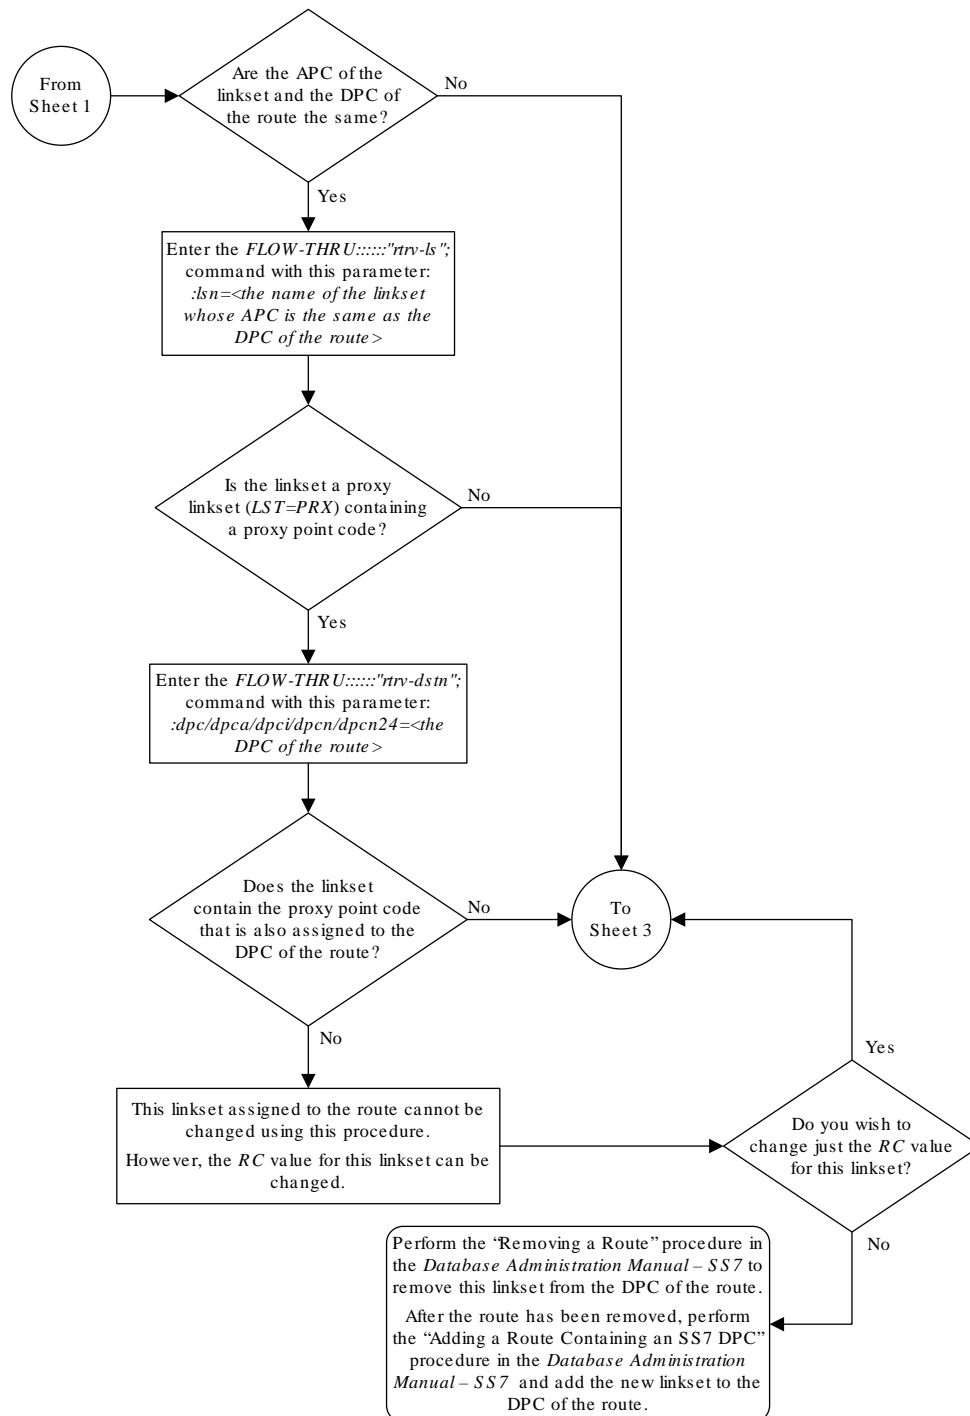 From
Sheet 1
Are the APC of the
linkset and the DPC of
the route the same?
No
Yes
Enter the FLOW-THRU::::::"rtrv-ls";
command with this parameter:
:lsn=<the name of the linkset
whose APC is the same as the
DPC of the route>
Is the linkset a proxy
linkset (LST=PRX) containing
a proxy point code?
No
Yes
Enter the FLOW-THRU::::::"rtrv-dstn";
command with this parameter:
:dpc/dpca/dpci/dpcn/dpcn24=<the
DPC of the route>
Does the linkset
contain the proxy point code
that is also assigned to the
DPC of the route?
No
To
Sheet 3
No
This linkset assigned to the route cannot be
changed using this procedure.
However, the RC value for this linkset can be
changed.
Yes
Do you wish to
change just the RC value
for this linkset?
No
Perform the “Removing a Route” procedure in
the Database Administration Manual – SS7 to
remove this linkset from the DPC of the route.
After the route has been removed, perform
the “Adding a Route Containing an SS7 DPC”
procedure in the Database Administration
Manual – SS7 and add the new linkset to the
DPC of the route.